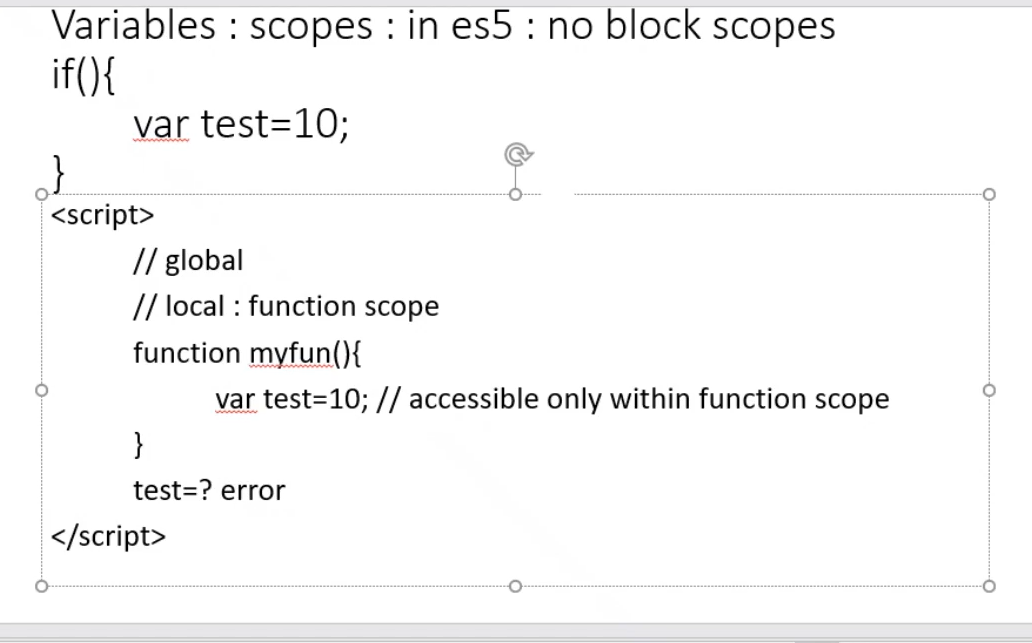 Variables : scopes : in es5 : no block scopes
if(){
var test=10;
}
<script>
// global
// local : function scope
function myfun(){
var test=10; // accessible only within function scope
}
test=? error
</script>